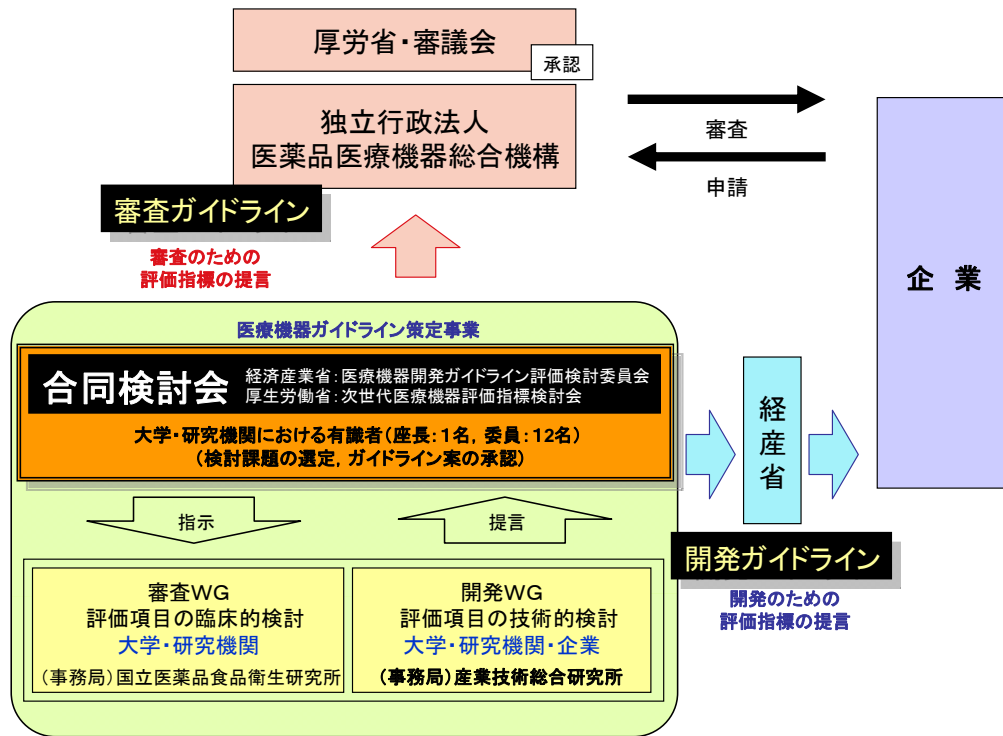 厚労省・審議会
承認
独立行政法人
医薬品医療機器総合機構
審査
申請
企 業
審査ガイドライン
審査のための
評価指標の提言
医療機器ガイドライン策定事業
合同検討会
経済産業省：医療機器開発ガイドライン評価検討委員会
厚生労働省：次世代医療機器評価指標検討会
大学・研究機関における有識者（座長：1名，委員：12名）
（検討課題の選定，ガイドライン案の承認）
経産省
指示
提言
開発ガイドライン
開発のための
評価指標の提言
審査WG
評価項目の臨床的検討
大学・研究機関
（事務局）国立医薬品食品衛生研究所
開発WG
評価項目の技術的検討
大学・研究機関・企業
（事務局）産業技術総合研究所